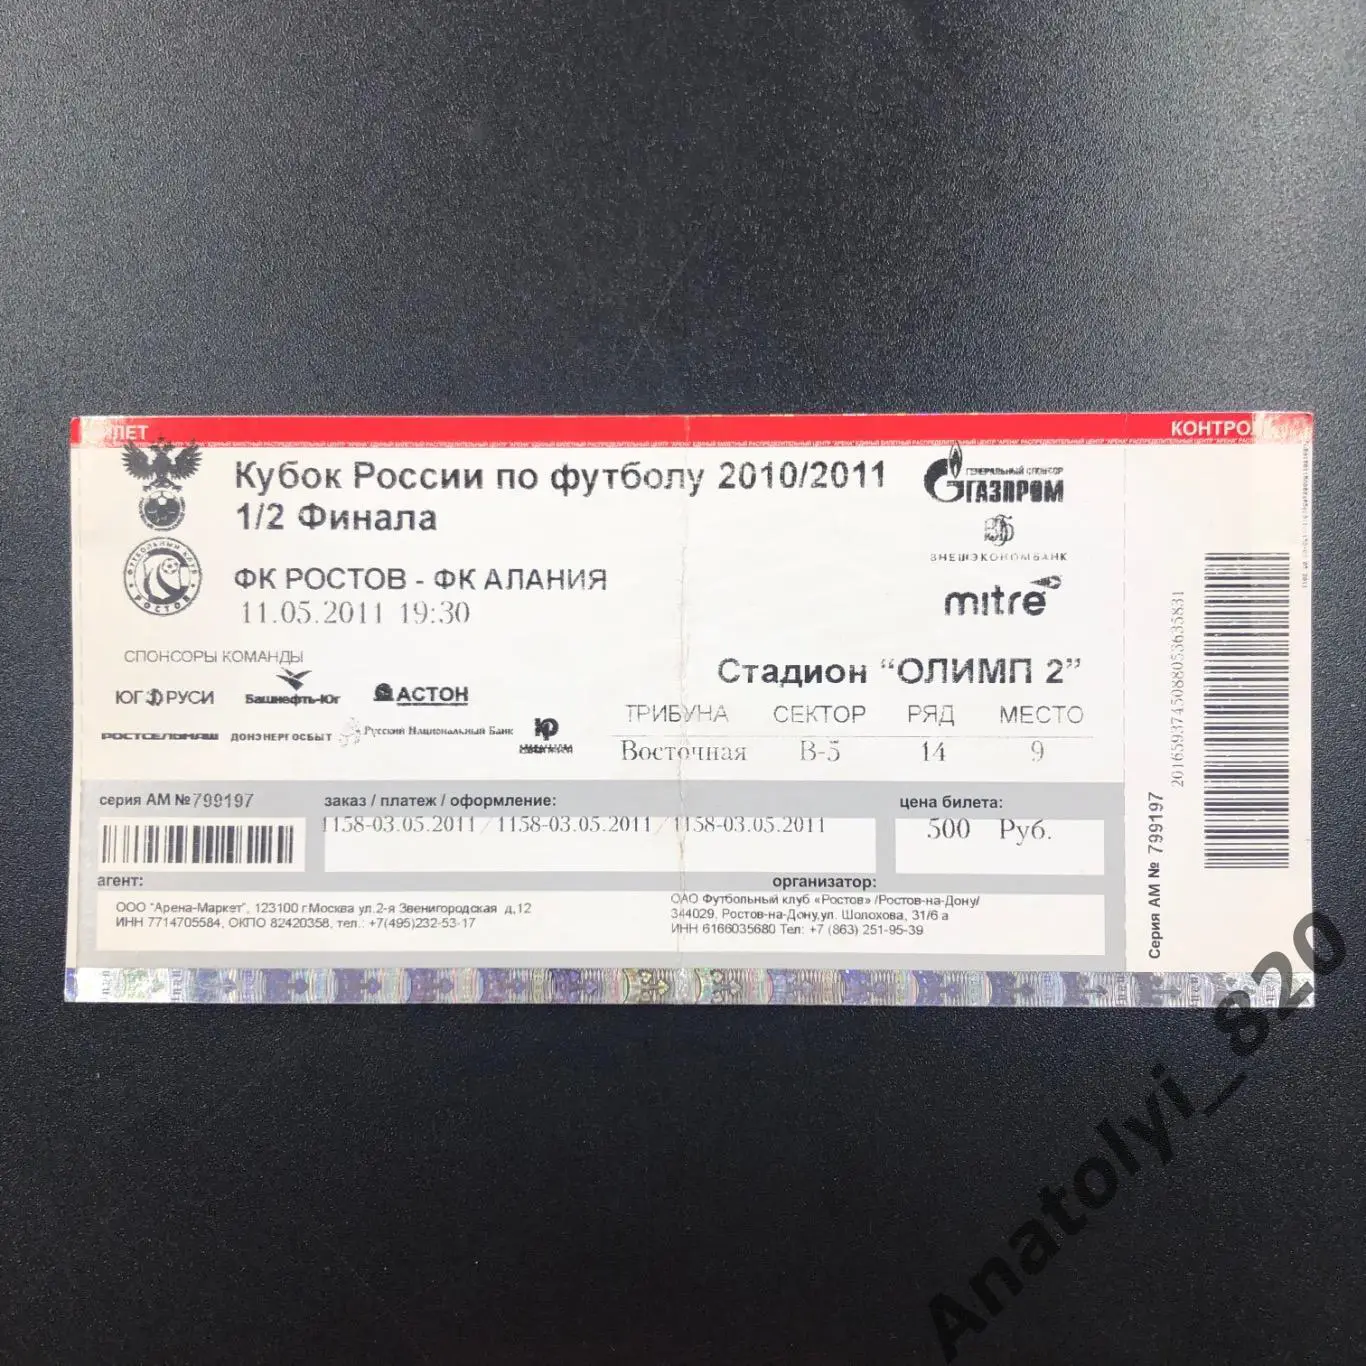 КОНТРО
Кубок России по футболу 2010/2011
1/2 Финала
ФК РОСТОВ - ФК АЛАНИЯ
11.05.2011 19:30
ГЕНЕРАЛЬНЫЙ СПОНСОР
ГАЗПРОМ
ВНЕШЭКОНОМБАНК
mitre
ФУТБОЛЬНЫЙ КЛУБ
РОСТОВ
СПОНСОРЫ КОМАНДЫ
ЮГ РУСИ
Башнефть-Юг
АСТОН
РОСТСЕЛЬМАШ
ДОНЭНЕРГОСБЫТ
Русский Национальный Банк
Стадион "ОЛИМП 2"
ТРИБУНА СЕКТОР РЯД МЕСТО
Восточная В-5 14 9
серия АМ № 799197
заказ / платеж / оформление:
1158-03.05.2011 / 1158-03.05.2011 / 1158-03.05.2011
цена билета:
500 Руб.
агент:
ООО "Арена-Маркет", 123100 г.Москва ул.2-я Звенигородская д,12
ИНН 7714705584, ОКПО 82420358, тел.: +7(495)232-53-17
организатор:
ОАО Футбольный клуб «Ростов» /Ростов-на-Дону/
344029, Ростов-на-Дону,ул. Шолохова, 31/6 а
ИНН 6166035680 Тел: +7 (863) 251-95-39
Серия АМ № 799197
2016593745088053635831
Anatolyi_820